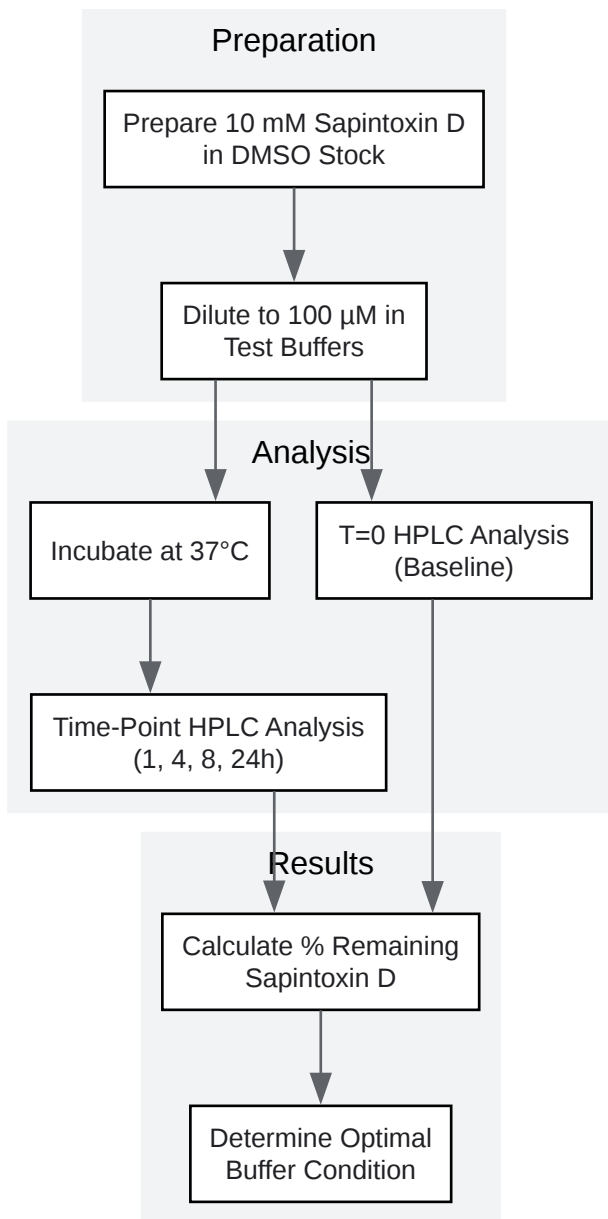 Preparation
Prepare 10 mM Sapintoxin D
in DMSO Stock
Dilute to 100 µM in
Test Buffers
Analysis
Incubate at 37°C
T=0 HPLC Analysis
(Baseline)
Time-Point HPLC Analysis
(1, 4, 8, 24h)
Results
Calculate % Remaining
Sapintoxin D
Determine Optimal
Buffer Condition